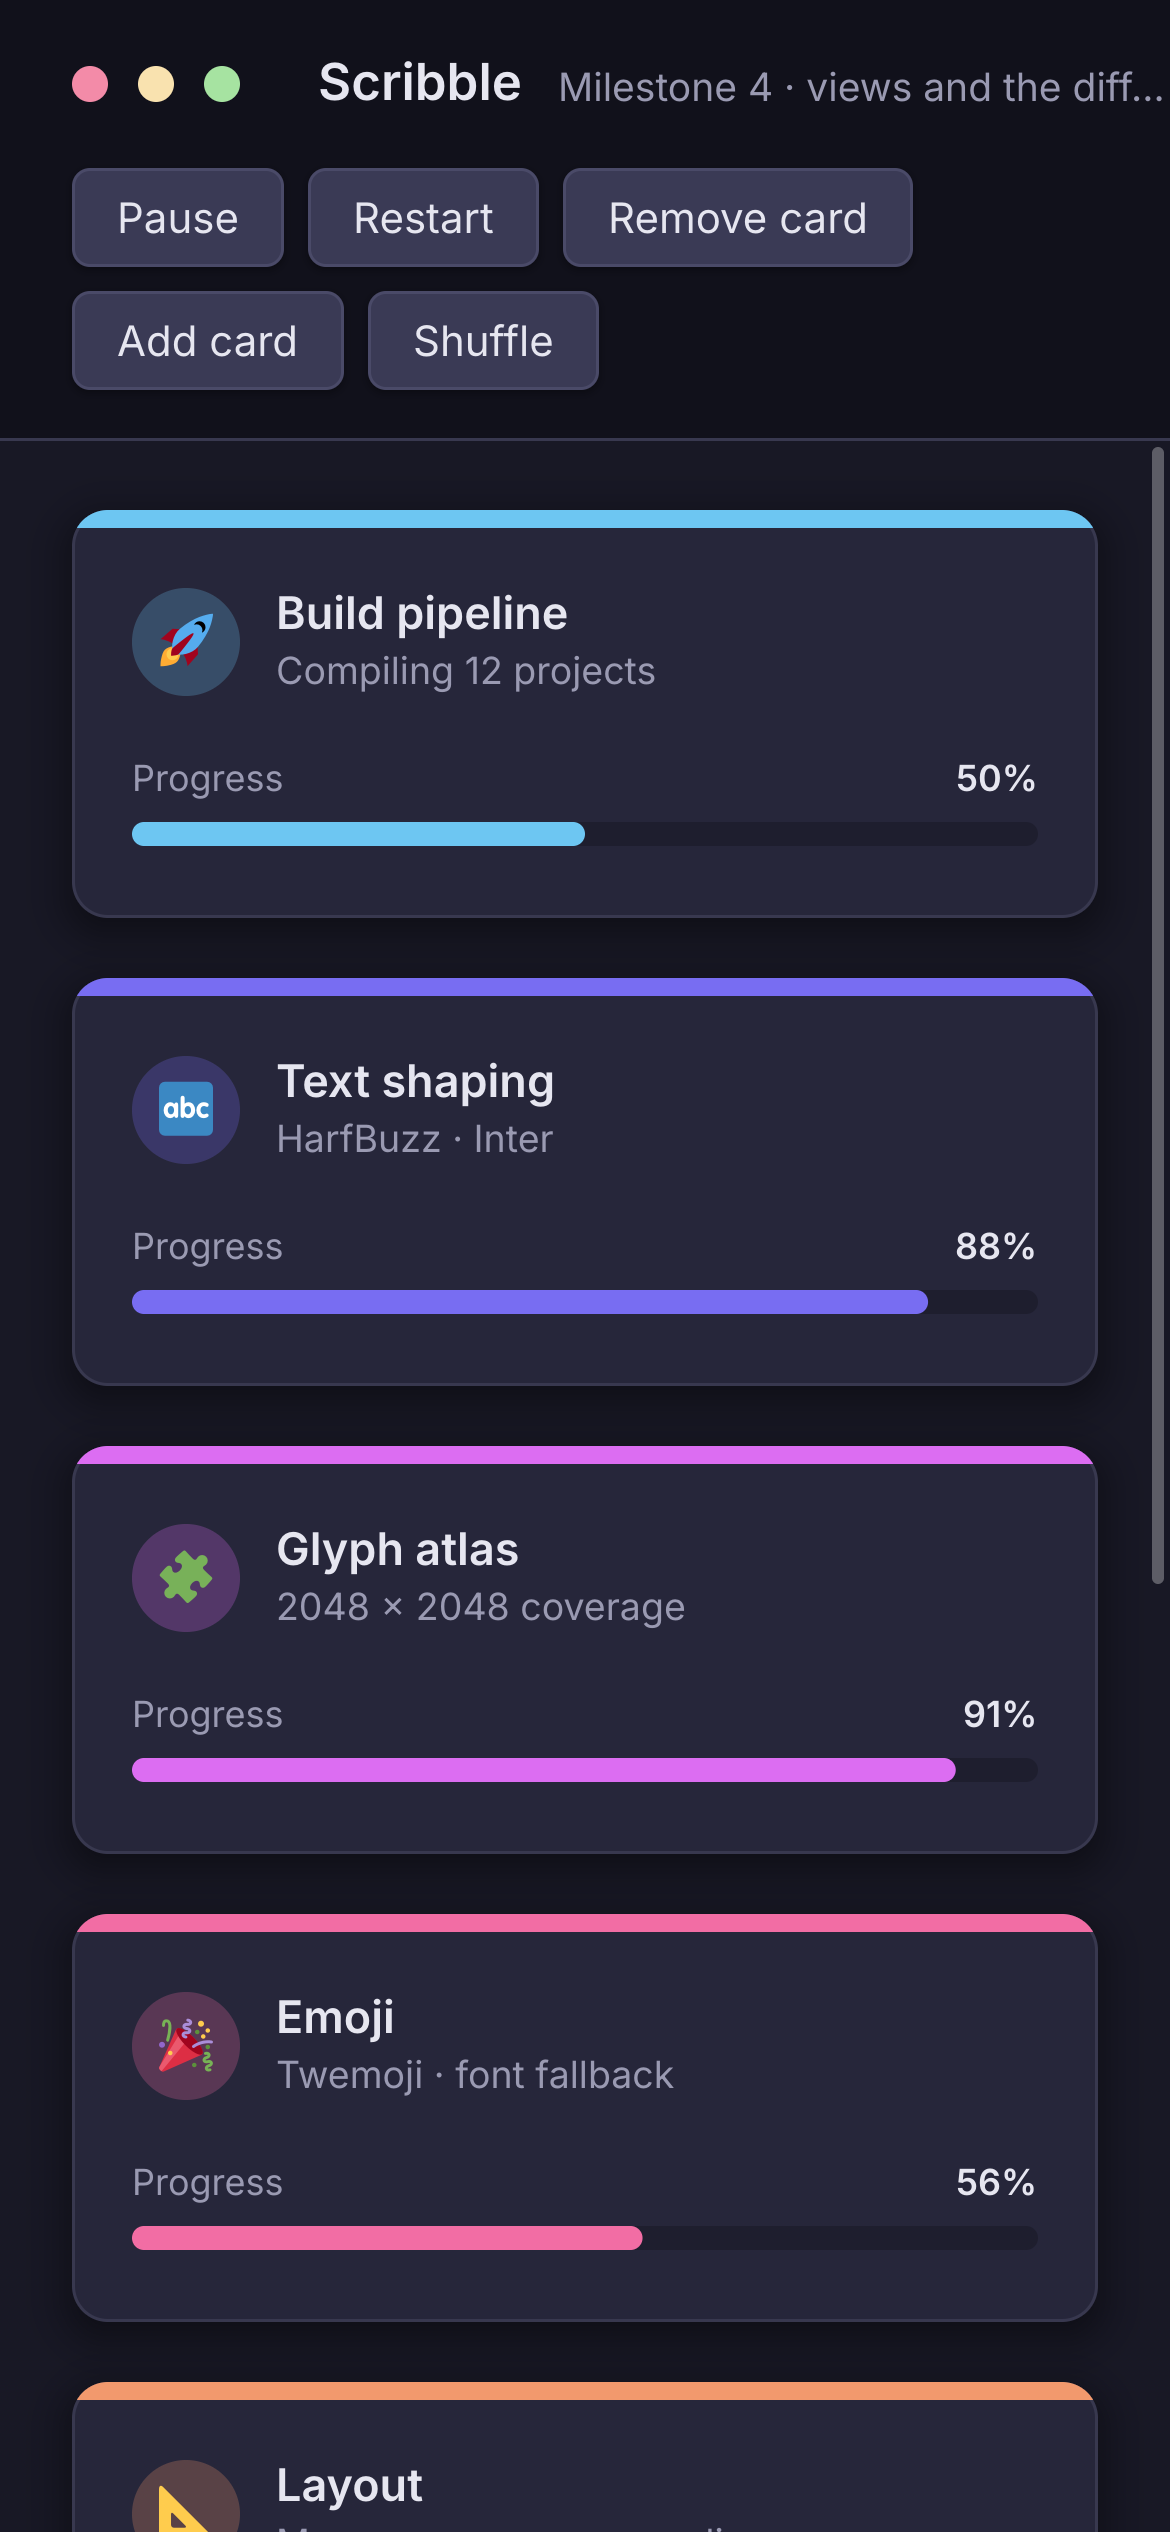 Scribble Milestone 4 · views and the diff...
Pause Restart Remove card
Add card Shuffle
Build pipeline
Compiling 12 projects
Progress 50%
abc
Text shaping
HarfBuzz · Inter
Progress 88%
Glyph atlas
2048 × 2048 coverage
Progress 91%
Emoji
Twemoji · font fallback
Progress 56%
Layout